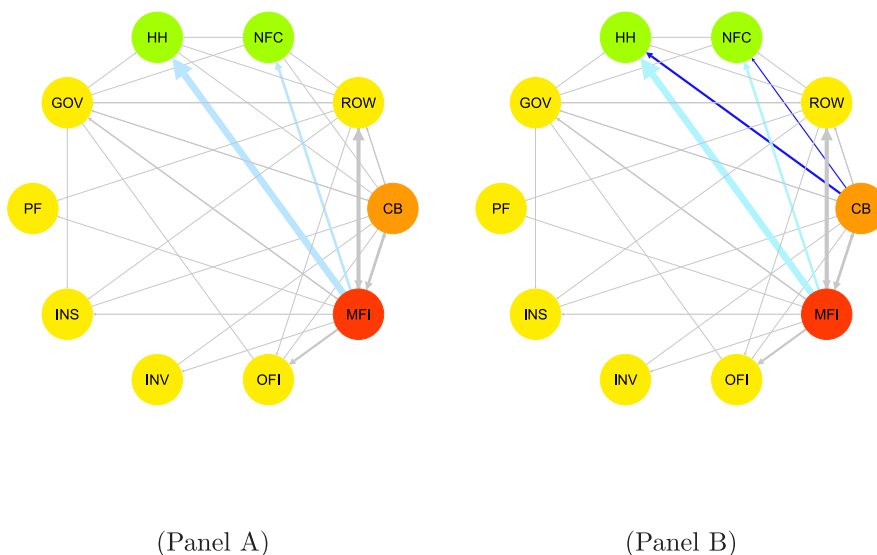 HH NFC HH NFC
GOV ROW GOV ROW
PF CB PF CB
INS MFI INS MFI
INV OFI INV OFI
(Panel A) (Panel B)